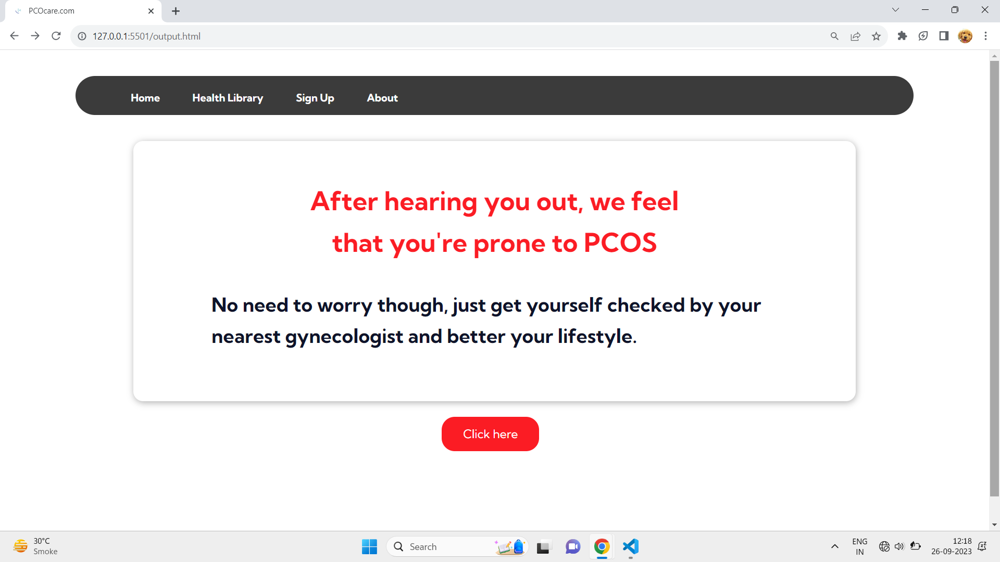 PCOcare.com
127.0.0.1:5501/output.html
Home Health Library Sign Up About
After hearing you out, we feel
that you're prone to PCOS
No need to worry though, just get yourself checked by your
nearest gynecologist and better your lifestyle.
Click here
30°C
Smoke
Search
ENG
IN
12:18
26-09-2023